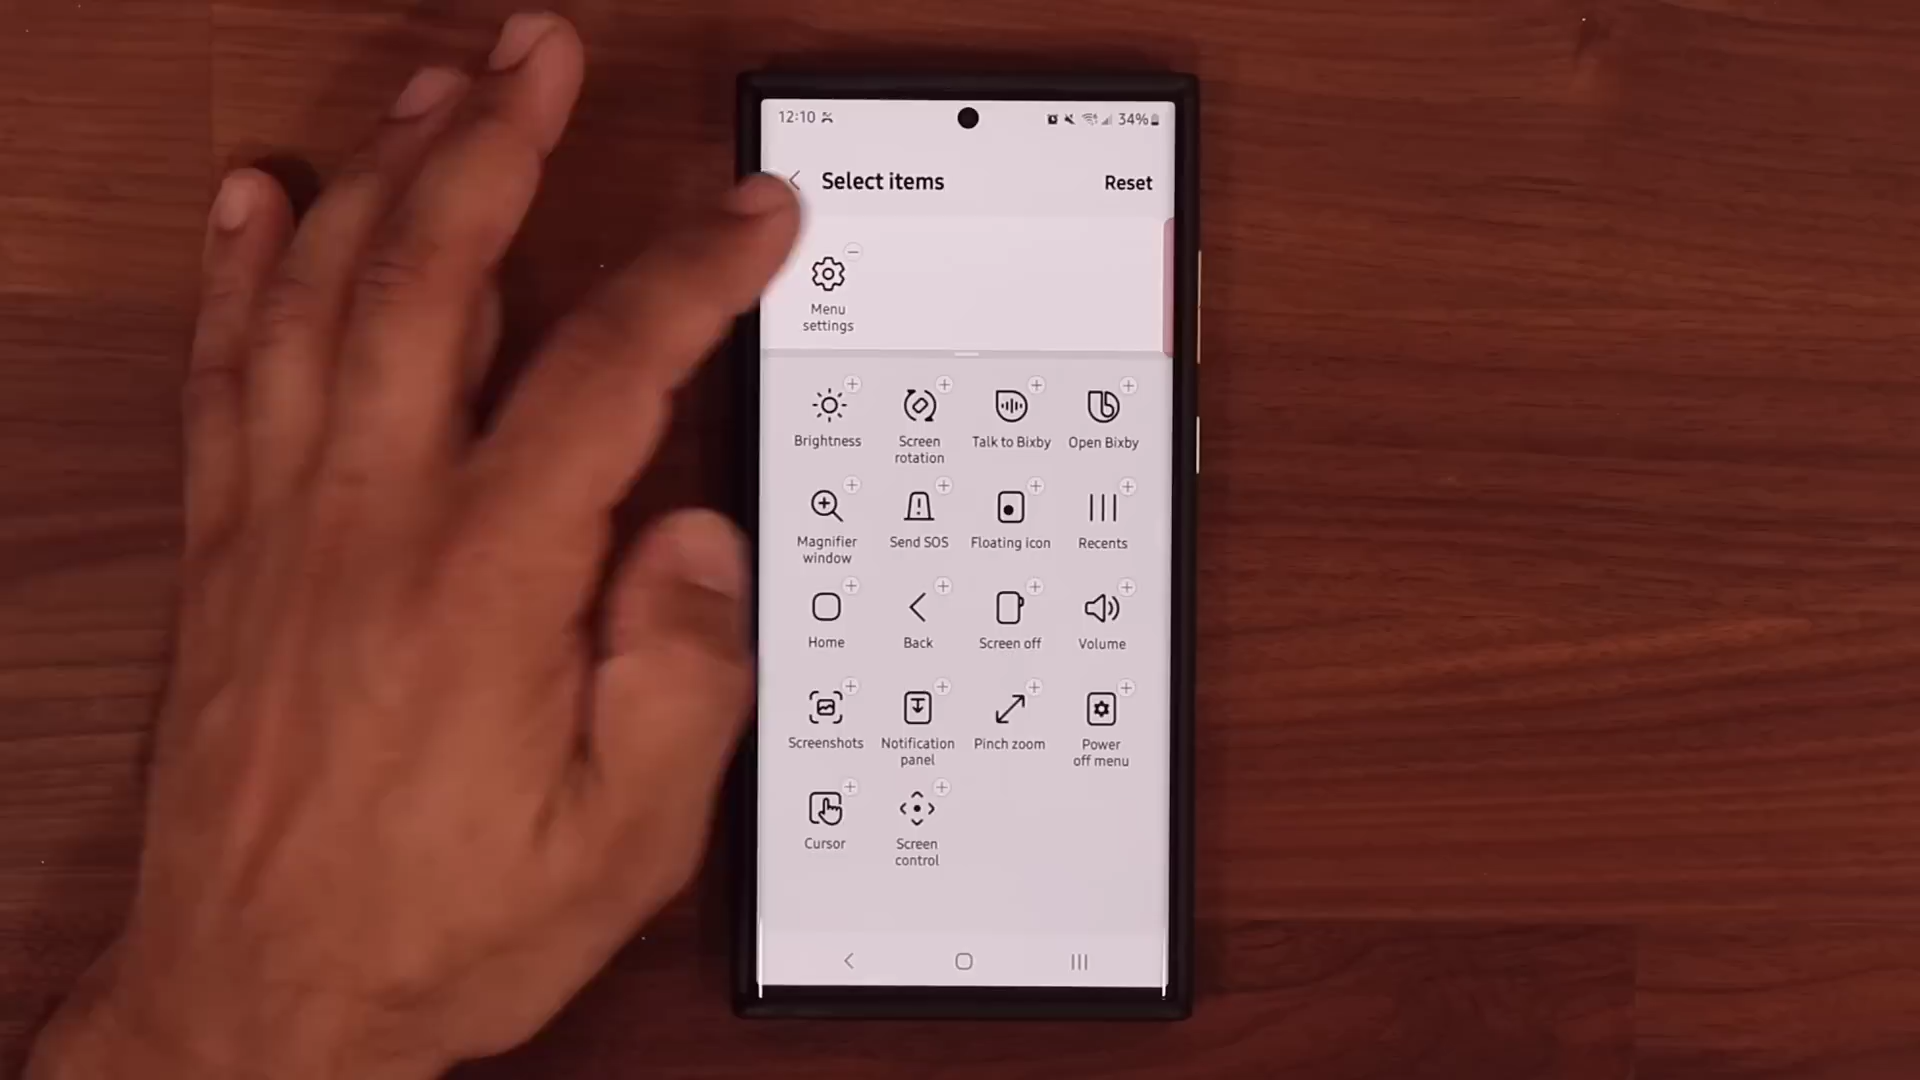 12:10 34%
Select items Reset
Menu
settings
Brightness Screen
rotation Talk to Bixby Open Bixby
Magnifier
window Send SOS Floating icon Recents
Home Back Screen off Volume
Screenshots Notification
panel Pinch zoom Power
off menu
Cursor Screen
control